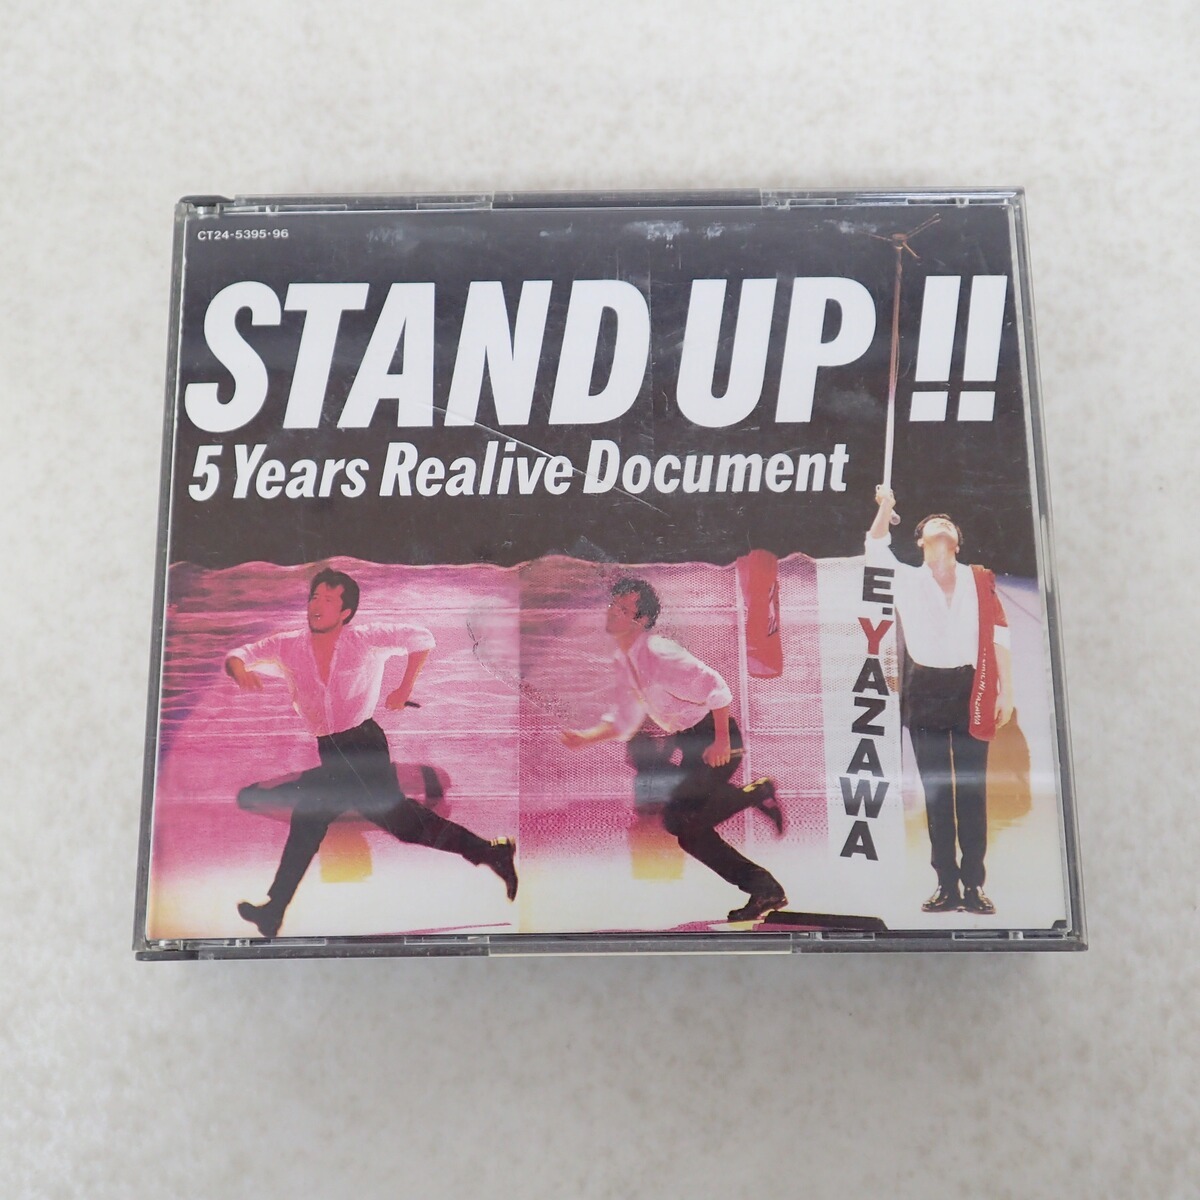 CT24-5395・96
STAND UP !!
5 Years Realive Document
E.YAZAWA